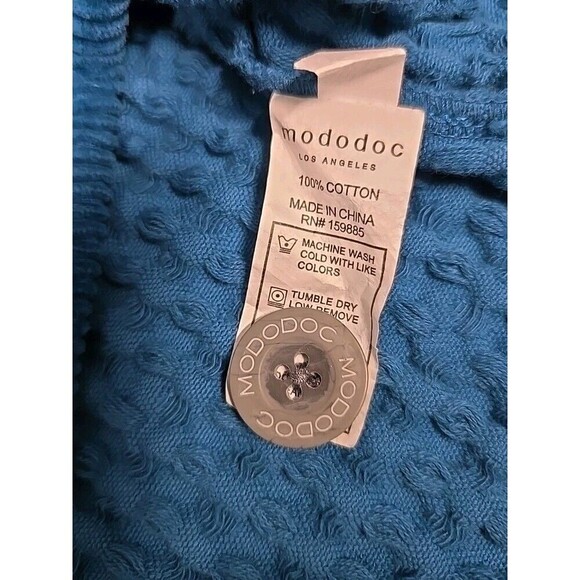 mododoc
LOS ANGELES
100% COTTON
MADE IN CHINA
RN# 159885
MACHINE WASH
COLD WITH LIKE
COLORS
TUMBLE DRY
LOW REMOVE
MODODOC MODODOC